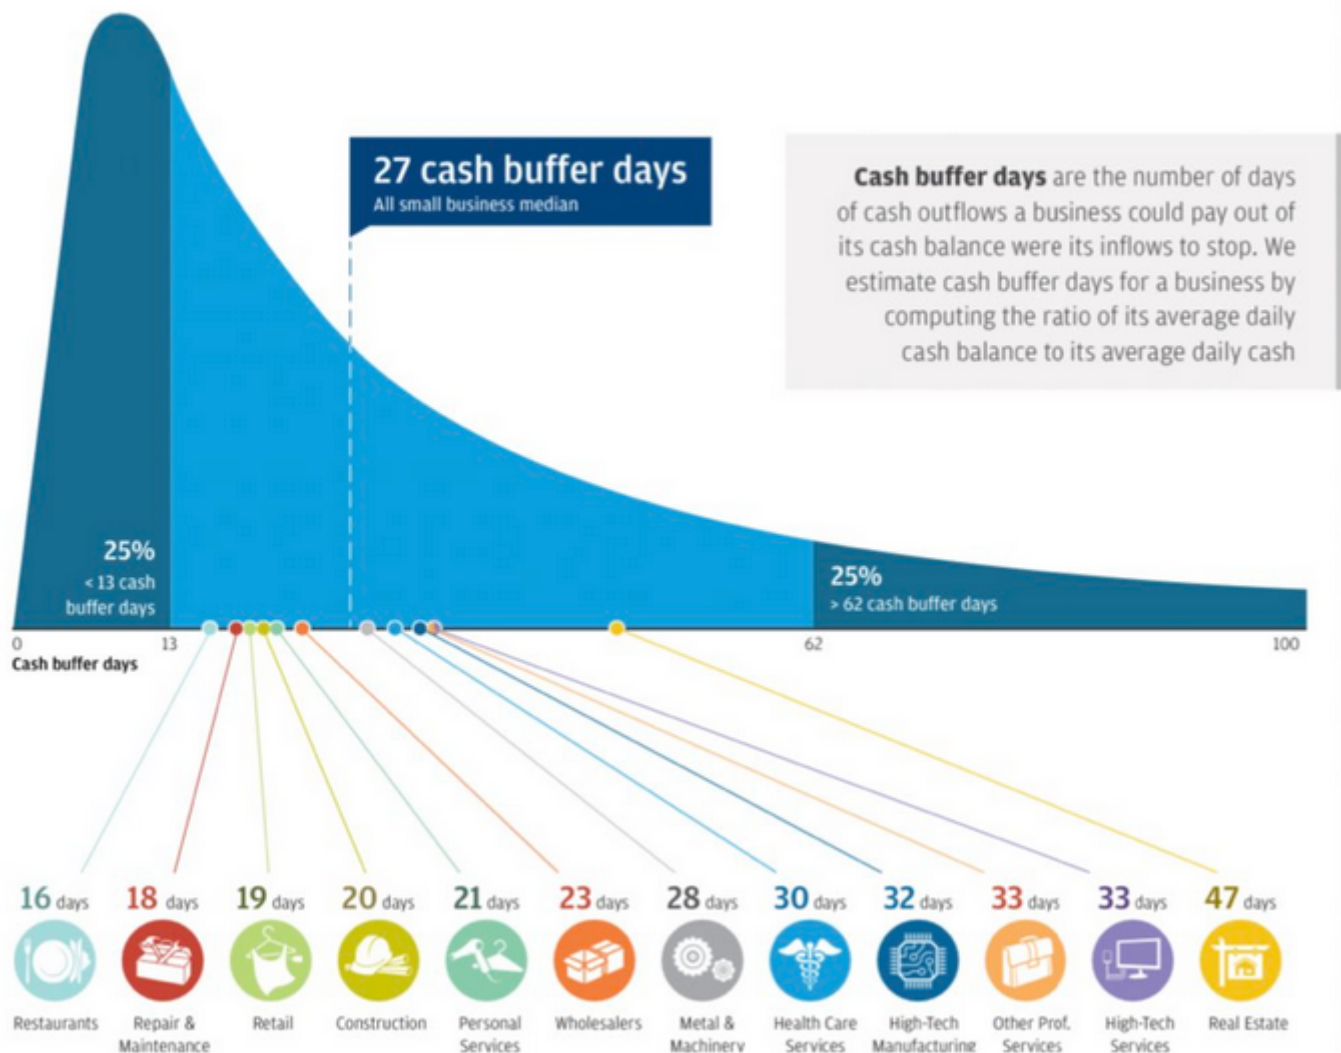 27 cash buffer days
All small business median
Cash buffer days are the number of days
of cash outflows a business could pay out of
its cash balance were its inflows to stop. We
estimate cash buffer days for a business by
computing the ratio of its average daily
cash balance to its average daily cash
25%
< 13 cash
buffer days
25%
> 62 cash buffer days
0 13 62 100
Cash buffer days
16 days 18 days 19 days 20 days 21 days 23 days 28 days 30 days 32 days 33 days 33 days 47 days
Restaurants Repair & Retail Construction Personal Wholesalers Metal & Health Care High-Tech Other Prof. High-Tech Real Estate
Maintenance Services Machinery Services Manufacturing Services Services